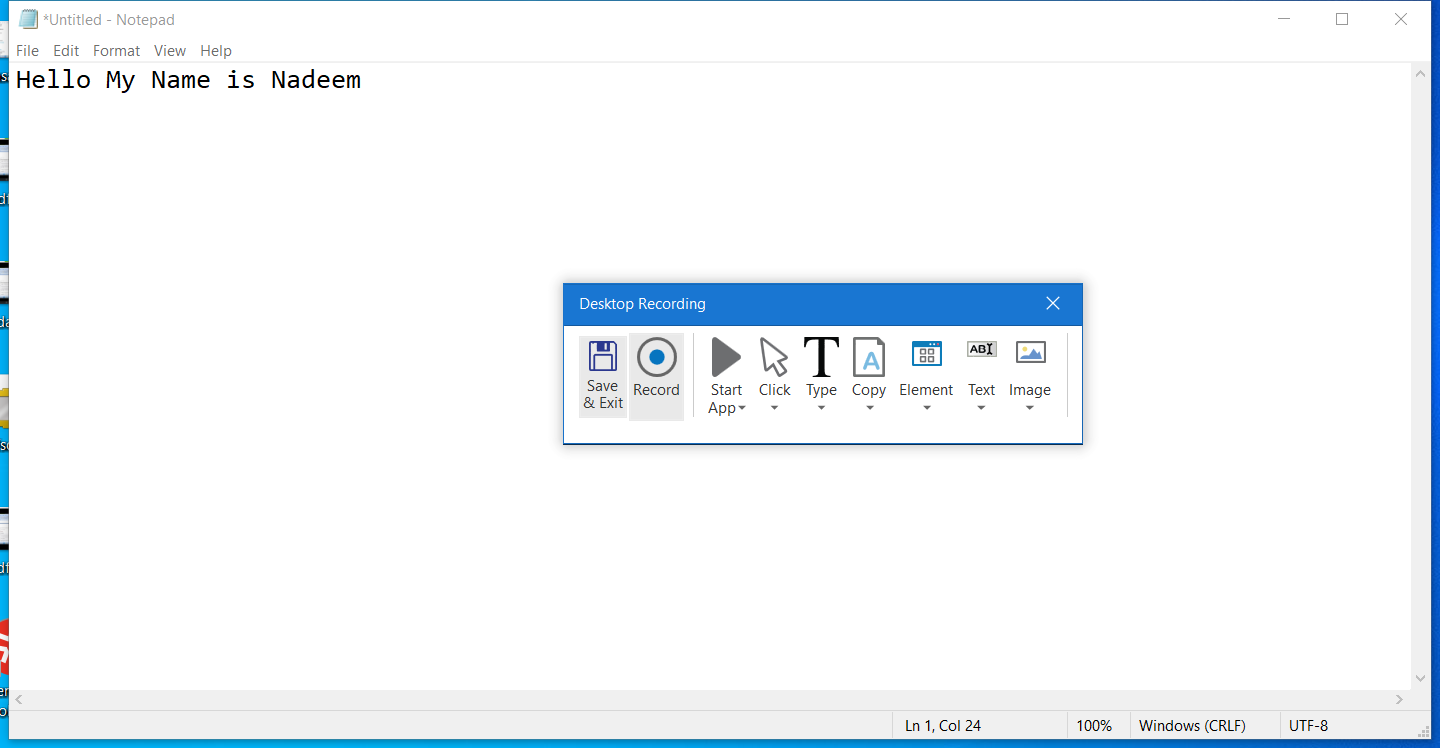 *Untitled - Notepad
File Edit Format View Help
Hello My Name is Nadeem
Desktop Recording
Save & Exit
Record
Start App
Click
Type
Copy
Element
Text
Image
A
ABI
Ln 1, Col 24
100%
Windows (CRLF)
UTF-8